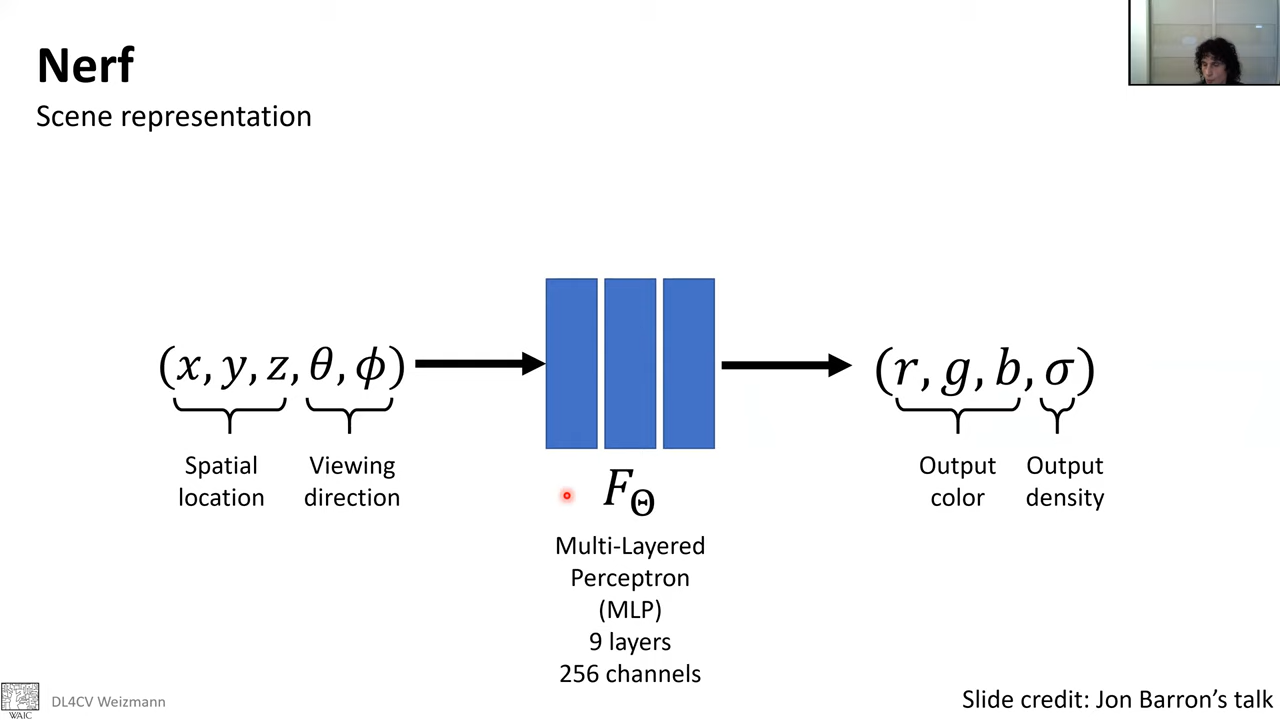 Nerf
Scene representation
(x, y, z, θ, ϕ)
(r, g, b, σ)
Spatial
location
Viewing
direction
Output
color
Output
density
F_Θ
Multi-Layered
Perceptron
(MLP)
9 layers
256 channels
WAIC
DL4CV Weizmann
Slide credit: Jon Barron’s talk